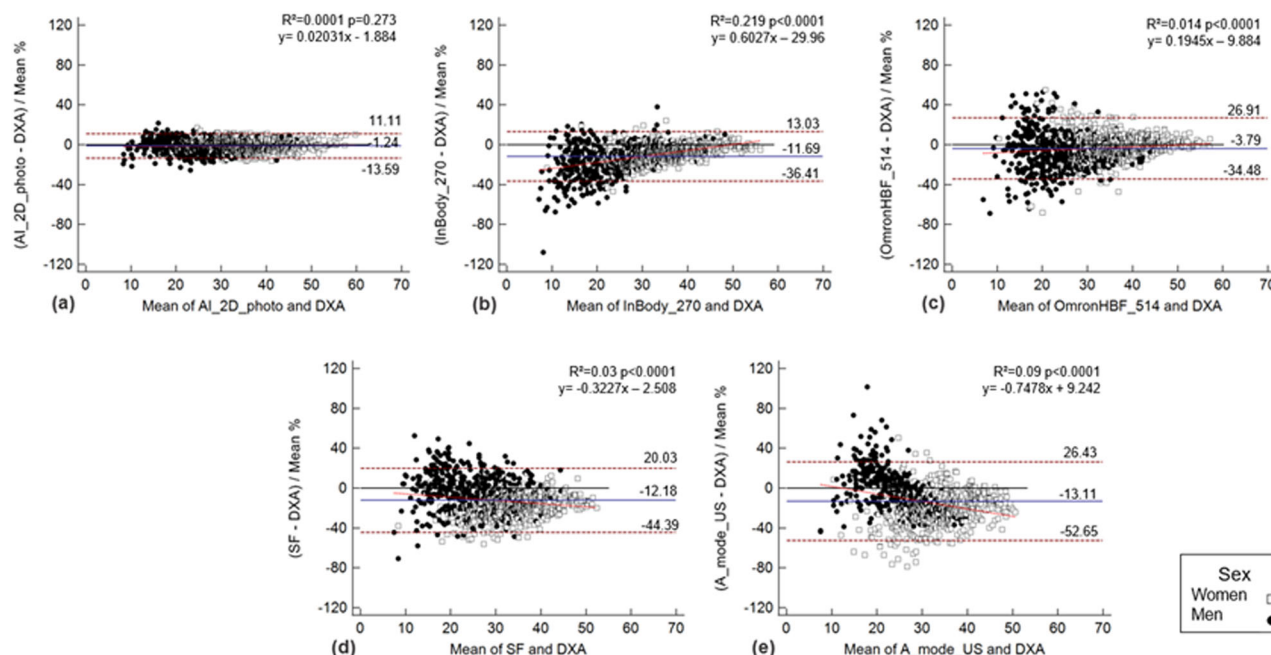 R²=0.0001 p=0.273
y= 0.02031x - 1.884
(AI_2D_photo - DXA) / Mean %
120
80
40
0
-40
-80
-120
11.11
-1.24
-13.59
0 10 20 30 40 50 60 70
(a) Mean of AI_2D_photo and DXA
R²=0.219 p<0.0001
y= 0.6027x – 29.96
(InBody_270 - DXA) / Mean %
120
80
40
0
-40
-80
-120
13.03
-11.69
-36.41
0 10 20 30 40 50 60 70
(b) Mean of InBody_270 and DXA
R²=0.014 p<0.0001
y= 0.1945x – 9.884
(OmronHBF_514 - DXA) / Mean %
120
80
40
0
-40
-80
-120
26.91
-3.79
-34.48
0 10 20 30 40 50 60 70
(c) Mean of OmronHBF_514 and DXA
R²=0.03 p<0.0001
y= -0.3227x – 2.508
(SF - DXA) / Mean %
120
80
40
0
-40
-80
-120
20.03
-12.18
-44.39
0 10 20 30 40 50 60 70
(d) Mean of SF and DXA
R²=0.09 p<0.0001
y= -0.7478x + 9.242
(A_mode_US - DXA) / Mean %
120
80
40
0
-40
-80
-120
26.43
-13.11
-52.65
0 10 20 30 40 50 60 70
(e) Mean of A_mode_US and DXA
Sex
Women
Men